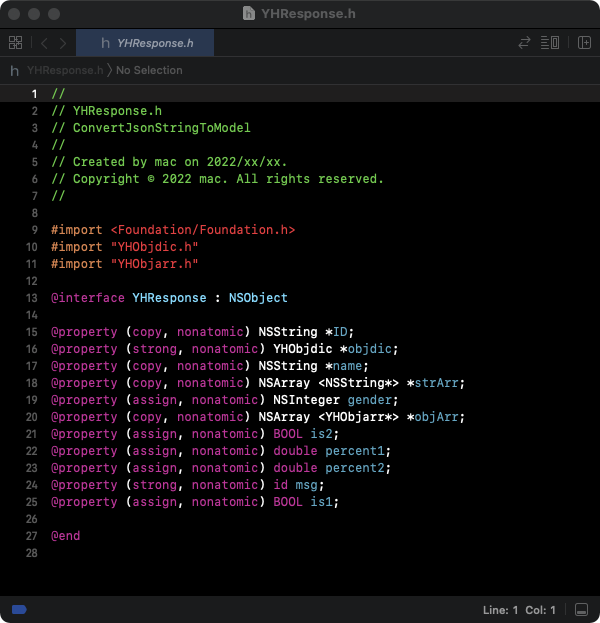 YHResponse.h
YHResponse.h
YHResponse.h 〉 No Selection
1 //
2 // YHResponse.h
3 // ConvertJsonStringToModel
4 //
5 // Created by mac on 2022/xx/xx.
6 // Copyright © 2022 mac. All rights reserved.
7 //
8
9 #import <Foundation/Foundation.h>
10 #import "YHObjdic.h"
11 #import "YHObjarr.h"
12
13 @interface YHResponse : NSObject
14
15 @property (copy, nonatomic) NSString *ID;
16 @property (strong, nonatomic) YHObjdic *objdic;
17 @property (copy, nonatomic) NSString *name;
18 @property (copy, nonatomic) NSArray <NSString*> *strArr;
19 @property (assign, nonatomic) NSInteger gender;
20 @property (copy, nonatomic) NSArray <YHObjarr*> *objArr;
21 @property (assign, nonatomic) BOOL is2;
22 @property (assign, nonatomic) double percent1;
23 @property (assign, nonatomic) double percent2;
24 @property (strong, nonatomic) id msg;
25 @property (assign, nonatomic) BOOL is1;
26
27 @end
28
Line: 1 Col: 1